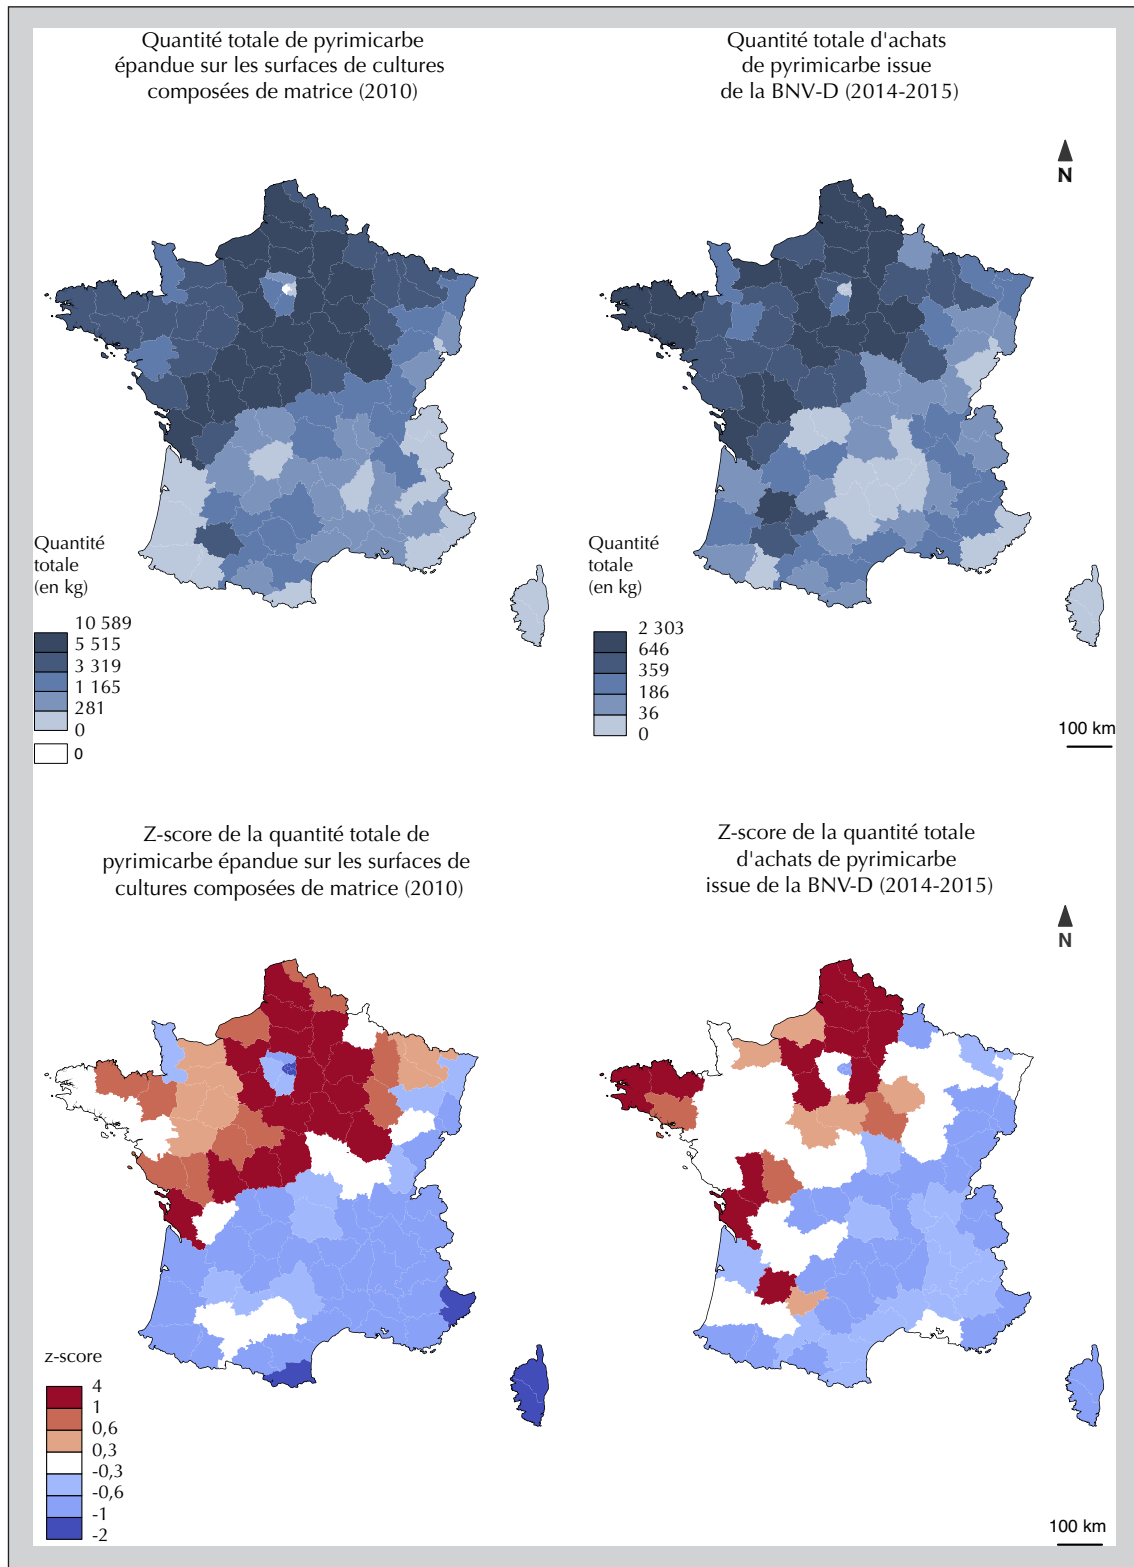 Quantité totale de pyrimicarbe
épandue sur les surfaces de cultures
composées de matrice (2010)
Quantité totale d'achats
de pyrimicarbe issue
de la BNV-D (2014-2015)
N
Quantité
totale
(en kg)
10 589
5 515
3 319
1 165
281
0
0
Quantité
totale
(en kg)
2 303
646
359
186
36
0
100 km
Z-score de la quantité totale de
pyrimicarbe épandue sur les surfaces de
cultures composées de matrice (2010)
Z-score de la quantité totale
d'achats de pyrimicarbe
issue de la BNV-D (2014-2015)
N
z-score
4
1
0,6
0,3
-0,3
-0,6
-1
-2
100 km